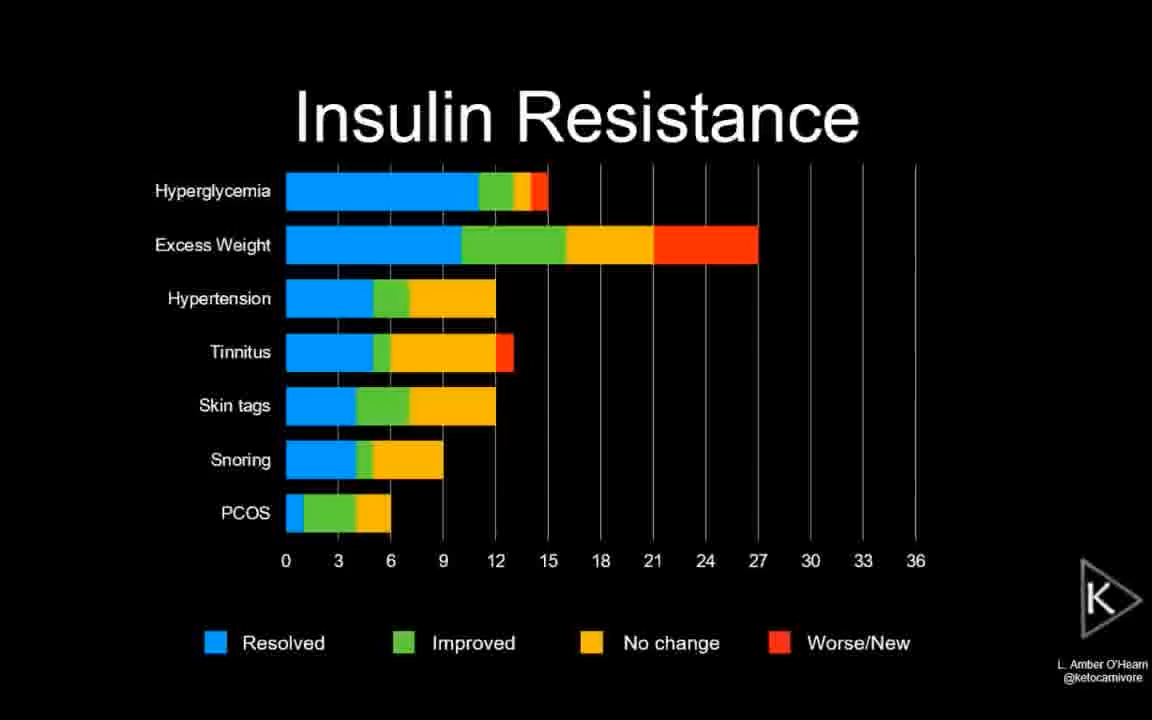 Insulin Resistance
Hyperglycemia
Excess Weight
Hypertension
Tinnitus
Skin tags
Snoring
PCOS
0 3 6 9 12 15 18 21 24 27 30 33 36
Resolved Improved No change Worse/New
K
L. Amber O'Hearn
@ketocarnivore